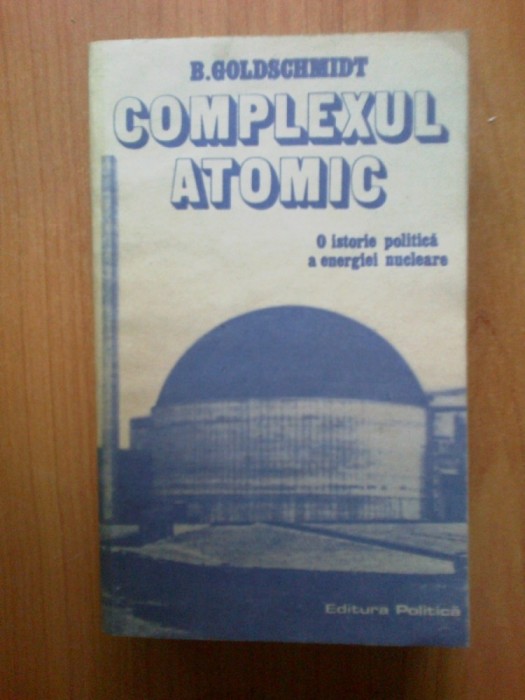 B. GOLDSCHMIDT
COMPLEXUL
ATOMIC
O istorie politică
a energiei nucleare
Editura Politică